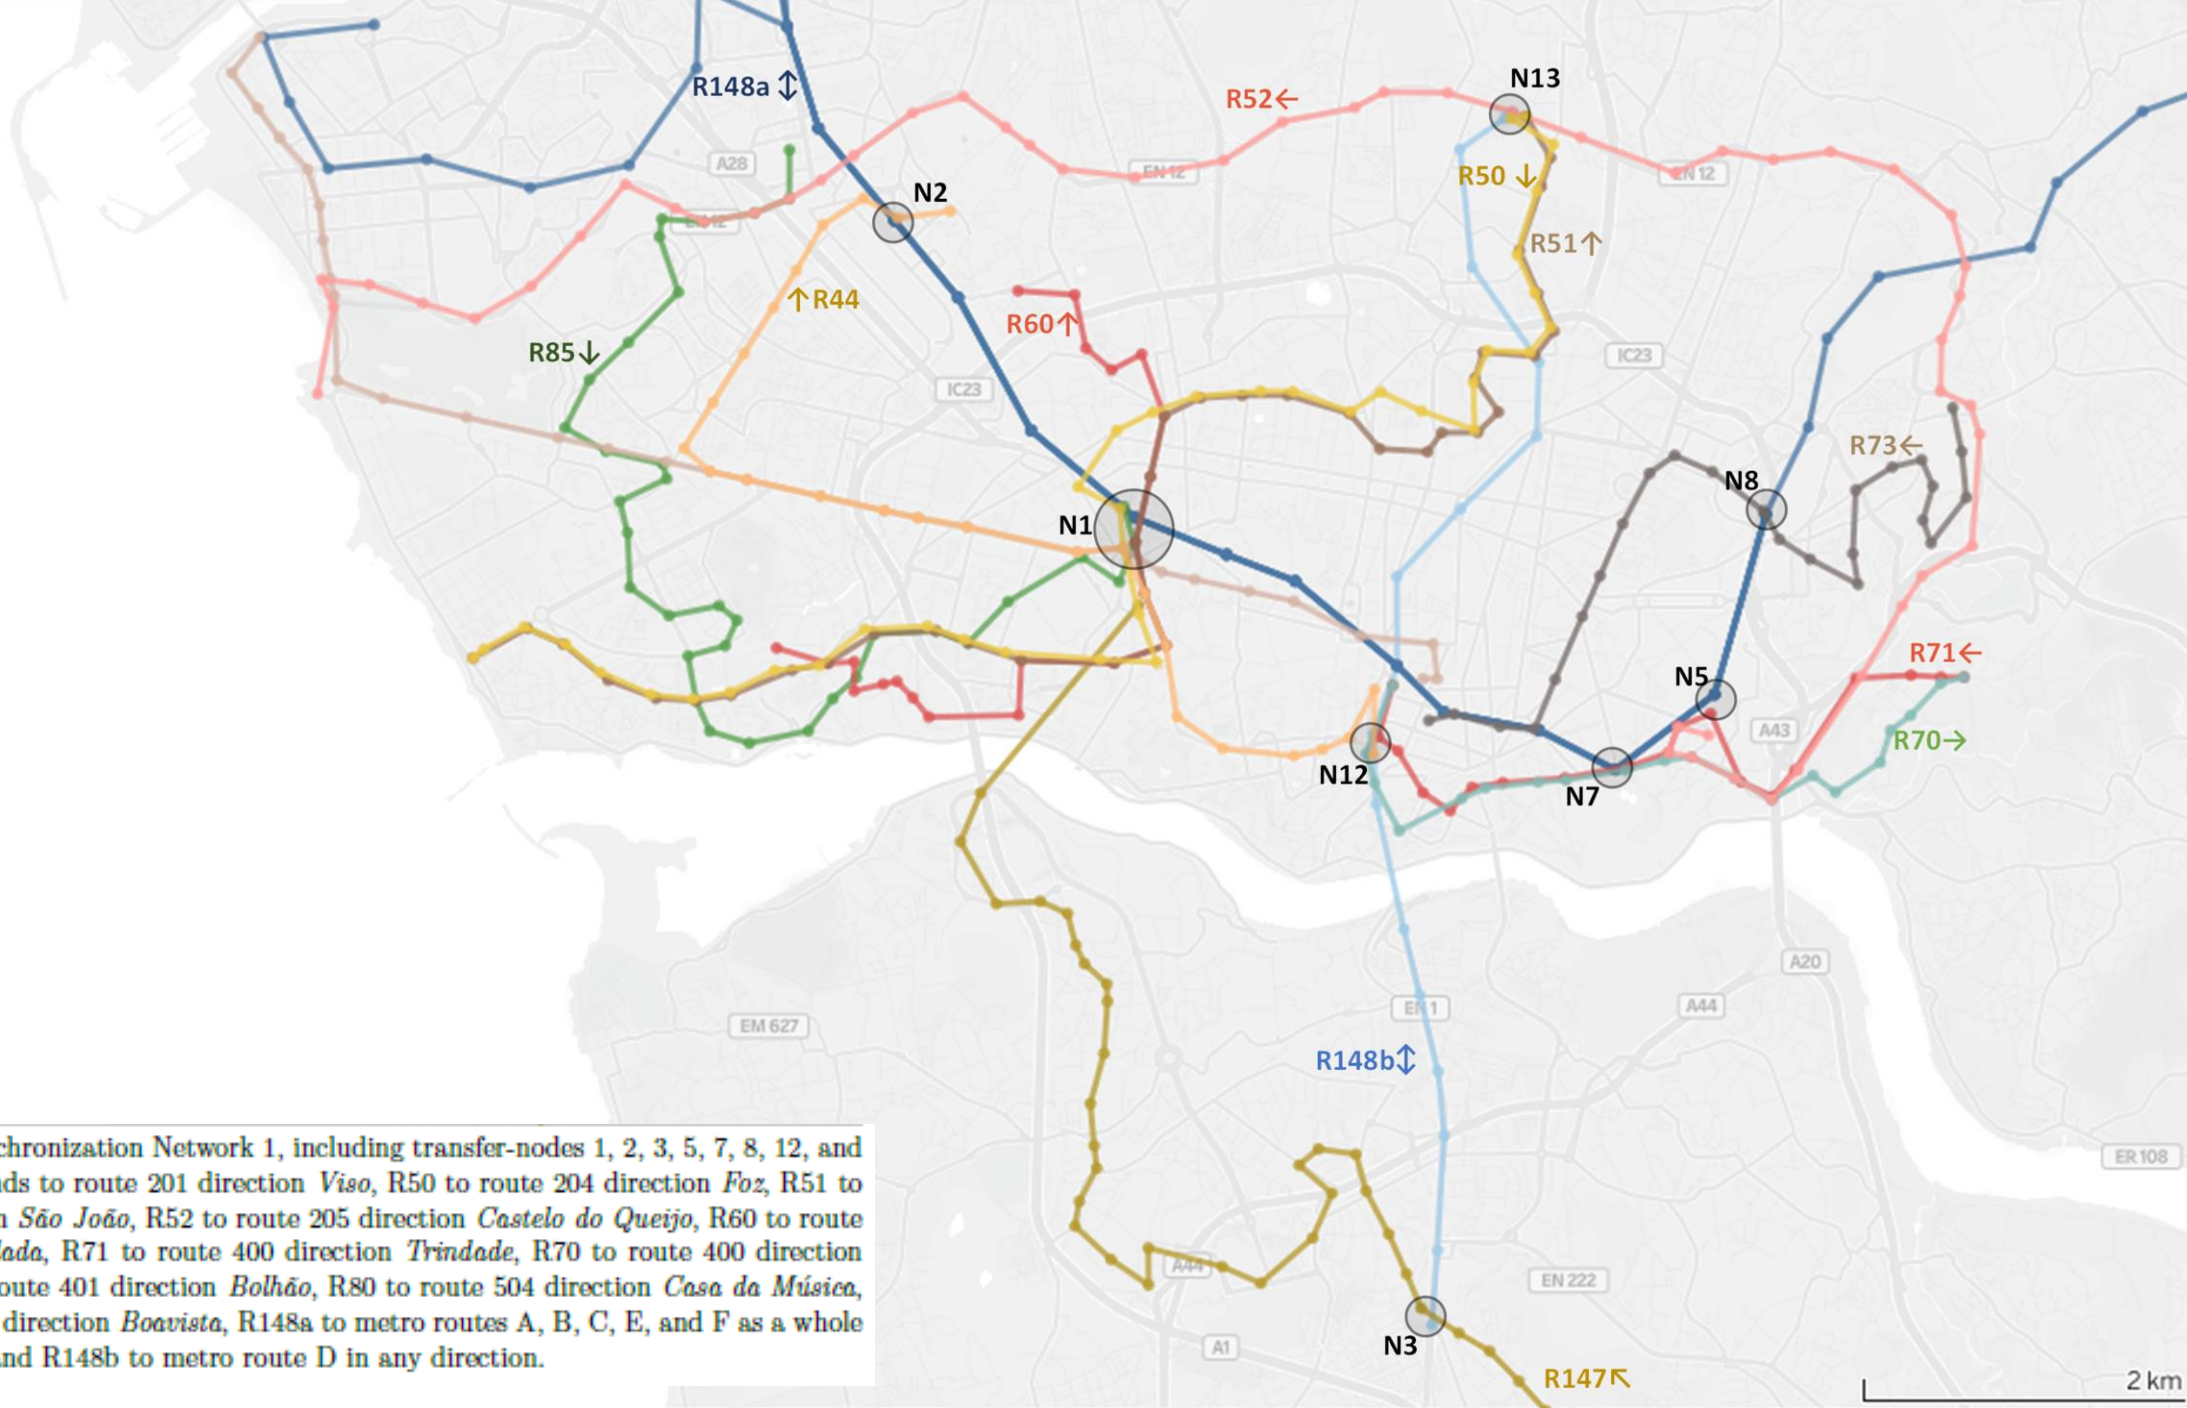 N13
R148a↕
R52←
A28
EN12
EN12
R50↓
N2
R51↑
↑R44
R60↑
R85↓
IC23
IC23
R73←
N8
N1
R71←
N5
A43
R70→
N12
N7
A20
EN1
A44
EM 627
R148b↕
ER108
A44
EN 222
N3
A1
R147↖
2 km
chronization Network 1, including transfer-nodes 1, 2, 3, 5, 7, 8, 12, and
ds to route 201 direction Viso, R50 to route 204 direction Foz, R51 to
São João, R52 to route 205 direction Castelo do Queijo, R60 to route
lada, R71 to route 400 direction Trindade, R70 to route 400 direction
oute 401 direction Bolhão, R80 to route 504 direction Casa da Música,
direction Boavista, R148a to metro routes A, B, C, E, and F as a whole
nd R148b to metro route D in any direction.